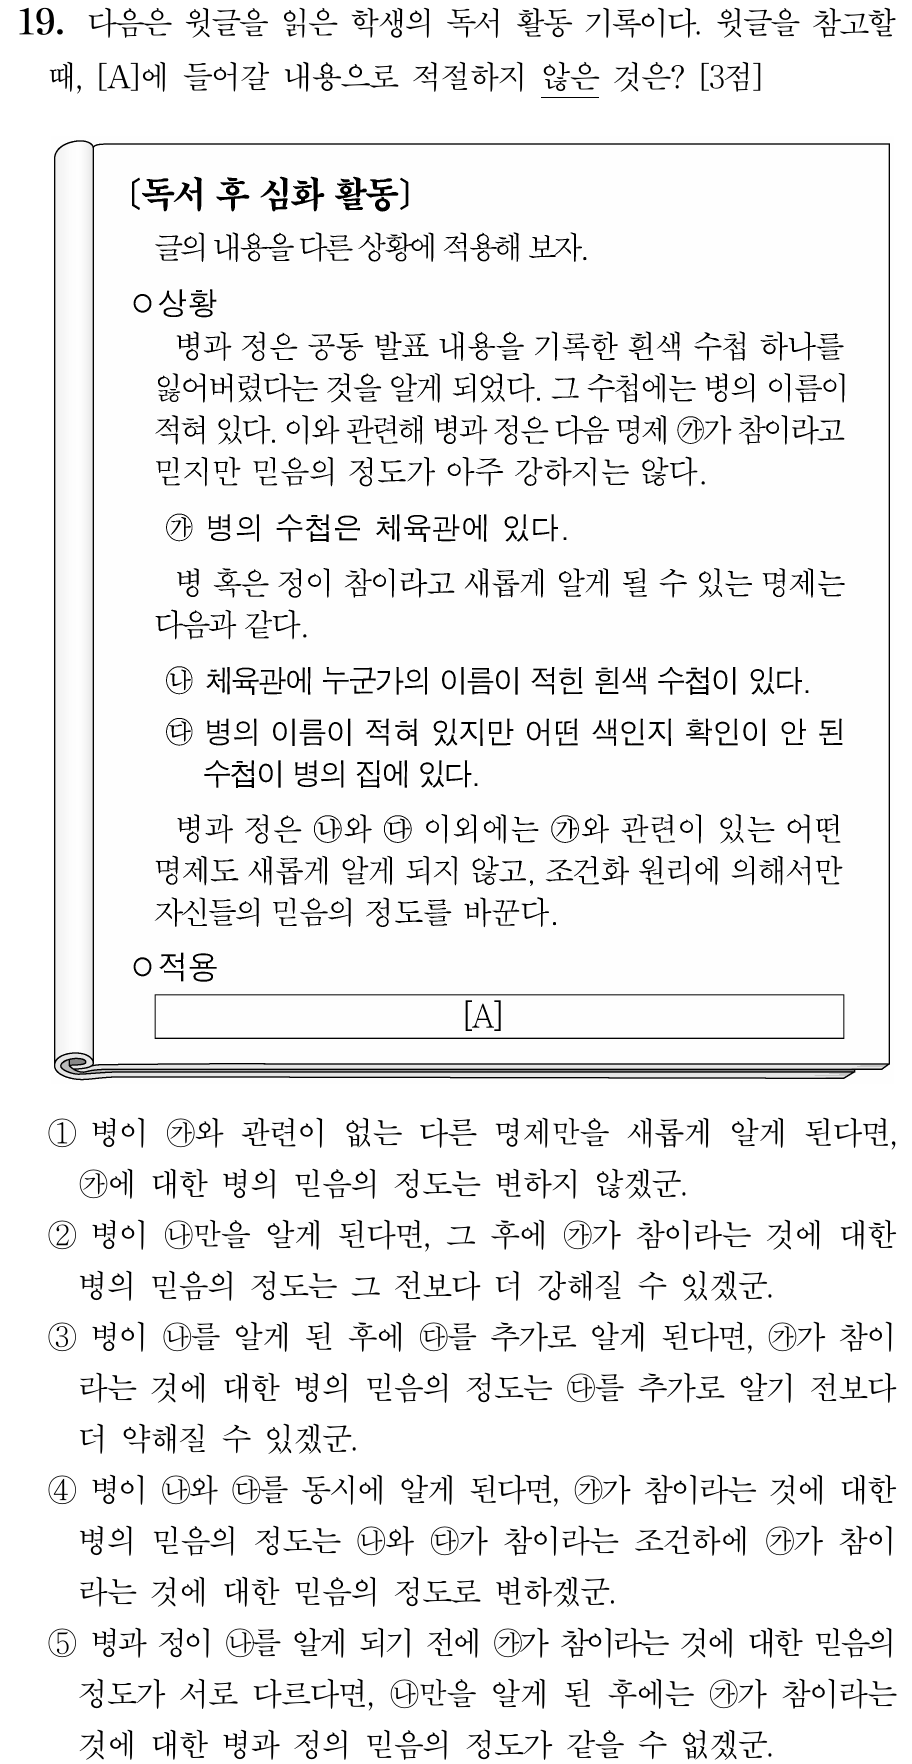 19. 다음은 윗글을 읽은 학생의 독서 활동 기록이다. 윗글을 참고할
때, [A]에 들어갈 내용으로 적절하지 않은 것은? [3점]
〔독서 후 심화 활동〕
글의 내용을 다른 상황에 적용해 보자.
○ 상황
병과 정은 공동 발표 내용을 기록한 흰색 수첩 하나를
잃어버렸다는 것을 알게 되었다. 그 수첩에는 병의 이름이
적혀 있다. 이와 관련해 병과 정은 다음 명제 ㉮가 참이라고
믿지만 믿음의 정도가 아주 강하지는 않다.
㉮ 병의 수첩은 체육관에 있다.
병 혹은 정이 참이라고 새롭게 알게 될 수 있는 명제는
다음과 같다.
㉯ 체육관에 누군가의 이름이 적힌 흰색 수첩이 있다.
㉰ 병의 이름이 적혀 있지만 어떤 색인지 확인이 안 된
수첩이 병의 집에 있다.
병과 정은 ㉯와 ㉰ 이외에는 ㉮와 관련이 있는 어떤
명제도 새롭게 알게 되지 않고, 조건화 원리에 의해서만
자신들의 믿음의 정도를 바꾼다.
○ 적용
[A]
① 병이 ㉮와 관련이 없는 다른 명제만을 새롭게 알게 된다면,
㉮에 대한 병의 믿음의 정도는 변하지 않겠군.
② 병이 ㉯만을 알게 된다면, 그 후에 ㉮가 참이라는 것에 대한
병의 믿음의 정도는 그 전보다 더 강해질 수 있겠군.
③ 병이 ㉯를 알게 된 후에 ㉰를 추가로 알게 된다면, ㉮가 참이
라는 것에 대한 병의 믿음의 정도는 ㉰를 추가로 알기 전보다
더 약해질 수 있겠군.
④ 병이 ㉯와 ㉰를 동시에 알게 된다면, ㉮가 참이라는 것에 대한
병의 믿음의 정도는 ㉯와 ㉰가 참이라는 조건하에 ㉮가 참이
라는 것에 대한 믿음의 정도로 변하겠군.
⑤ 병과 정이 ㉯를 알게 되기 전에 ㉮가 참이라는 것에 대한 믿음의
정도가 서로 다르다면, ㉯만을 알게 된 후에는 ㉮가 참이라는
것에 대한 병과 정의 믿음의 정도가 같을 수 없겠군.